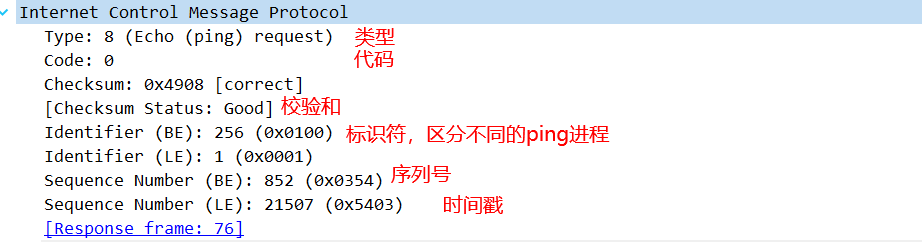 Internet Control Message Protocol
Type: 8 (Echo (ping) request) 类型
Code: 0 代码
Checksum: 0x4908 [correct]
[Checksum Status: Good] 校验和
Identifier (BE): 256 (0x0100) 标识符，区分不同的ping进程
Identifier (LE): 1 (0x0001)
Sequence Number (BE): 852 (0x0354) 序列号
Sequence Number (LE): 21507 (0x5403) 时间戳
[Response frame: 76]